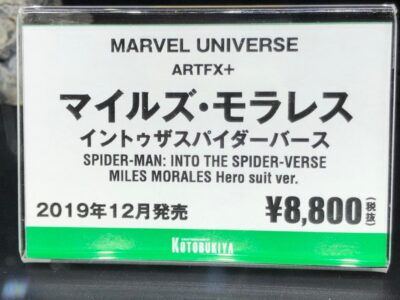 MARVEL UNIVERSE
ARTFX+
マイルズ・モラレス
イントゥザスパイダーバース
SPIDER-MAN: INTO THE SPIDER-VERSE
MILES MORALES Hero suit ver.
2019年12月発売 ¥8,800(税抜)
KOTOBUKIYA